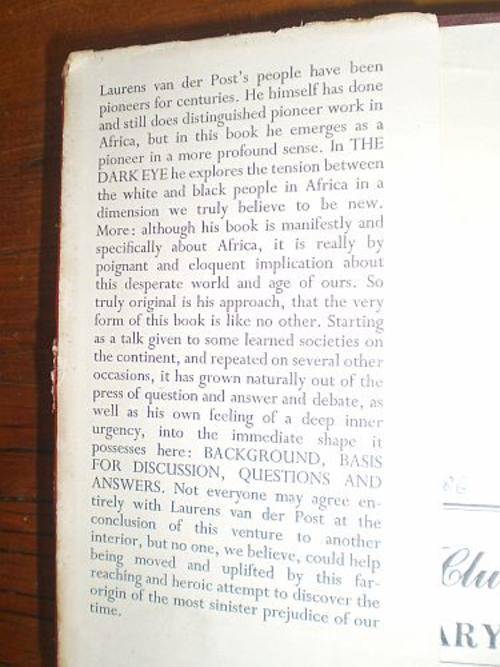 Laurens van der Post's people have been
pioneers for centuries. He himself has done
and still does distinguished pioneer work in
Africa, but in this book he emerges as a
pioneer in a more profound sense. In THE
DARK EYE he explores the tension between
the white and black people in Africa in a
dimension we truly believe to be new.
More: although his book is manifestly and
specifically about Africa, it is really by
poignant and eloquent implication about
this desperate world and age of ours. So
truly original is his approach, that the very
form of this book is like no other. Starting
as a talk given to some learned societies on
the continent, and repeated on several other
occasions, it has grown naturally out of the
press of question and answer and debate, as
well as his own feeling of a deep inner
urgency, into the immediate shape it
possesses here: BACKGROUND, BASIS
FOR DISCUSSION, QUESTIONS AND
ANSWERS. Not everyone may agree en-
tirely with Laurens van der Post at the
conclusion of this venture to another
interior, but no one, we believe, could help
being moved and uplifted by this far-
reaching and heroic attempt to discover the
origin of the most sinister prejudice of our
time.